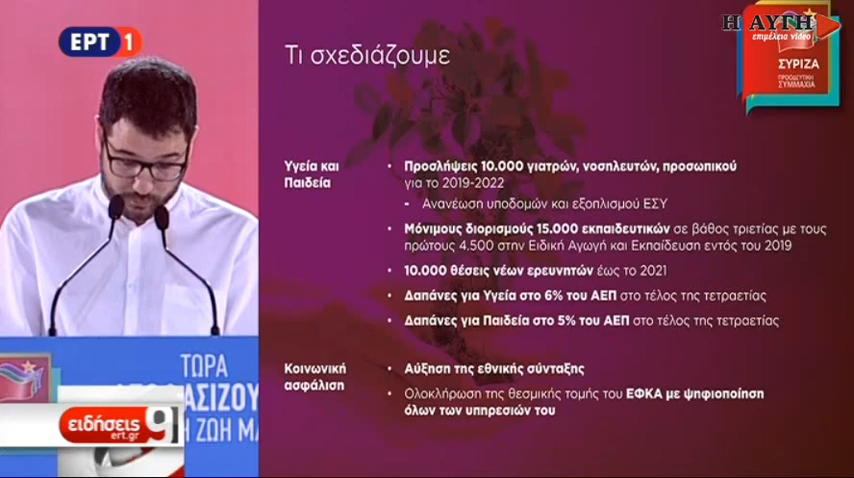 ΕΡΤ 1
Η ΑΥΓΗ
επιμέλεια video
ΣΥΡΙΖΑ
ΠΡΟΟΔΕΥΤΙΚΗ
ΣΥΜΜΑΧΙΑ
Τι σχεδιάζουμε
Υγεία και
Παιδεία
• Προσλήψεις 10.000 γιατρών, νοσηλευτών, προσωπικού
για το 2019-2022
- Ανανέωση υποδομών και εξοπλισμού ΕΣΥ
• Μόνιμους διορισμούς 15.000 εκπαιδευτικών σε βάθος τριετίας με τους
πρώτους 4.500 στην Ειδική Αγωγή και Εκπαίδευση εντός του 2019
• 10.000 θέσεις νέων ερευνητών έως το 2021
• Δαπάνες για Υγεία στο 6% του ΑΕΠ στο τέλος της τετραετίας
• Δαπάνες για Παιδεία στο 5% του ΑΕΠ στο τέλος της τετραετίας
Κοινωνική
ασφάλιση
• Αύξηση της εθνικής σύνταξης
• Ολοκλήρωση της θεσμικής τομής του ΕΦΚΑ με ψηφιοποίηση
όλων των υπηρεσιών του
ΤΩΡΑ
Η ΖΩΗ ΜΑ
ειδήσεις
ert.gr
9